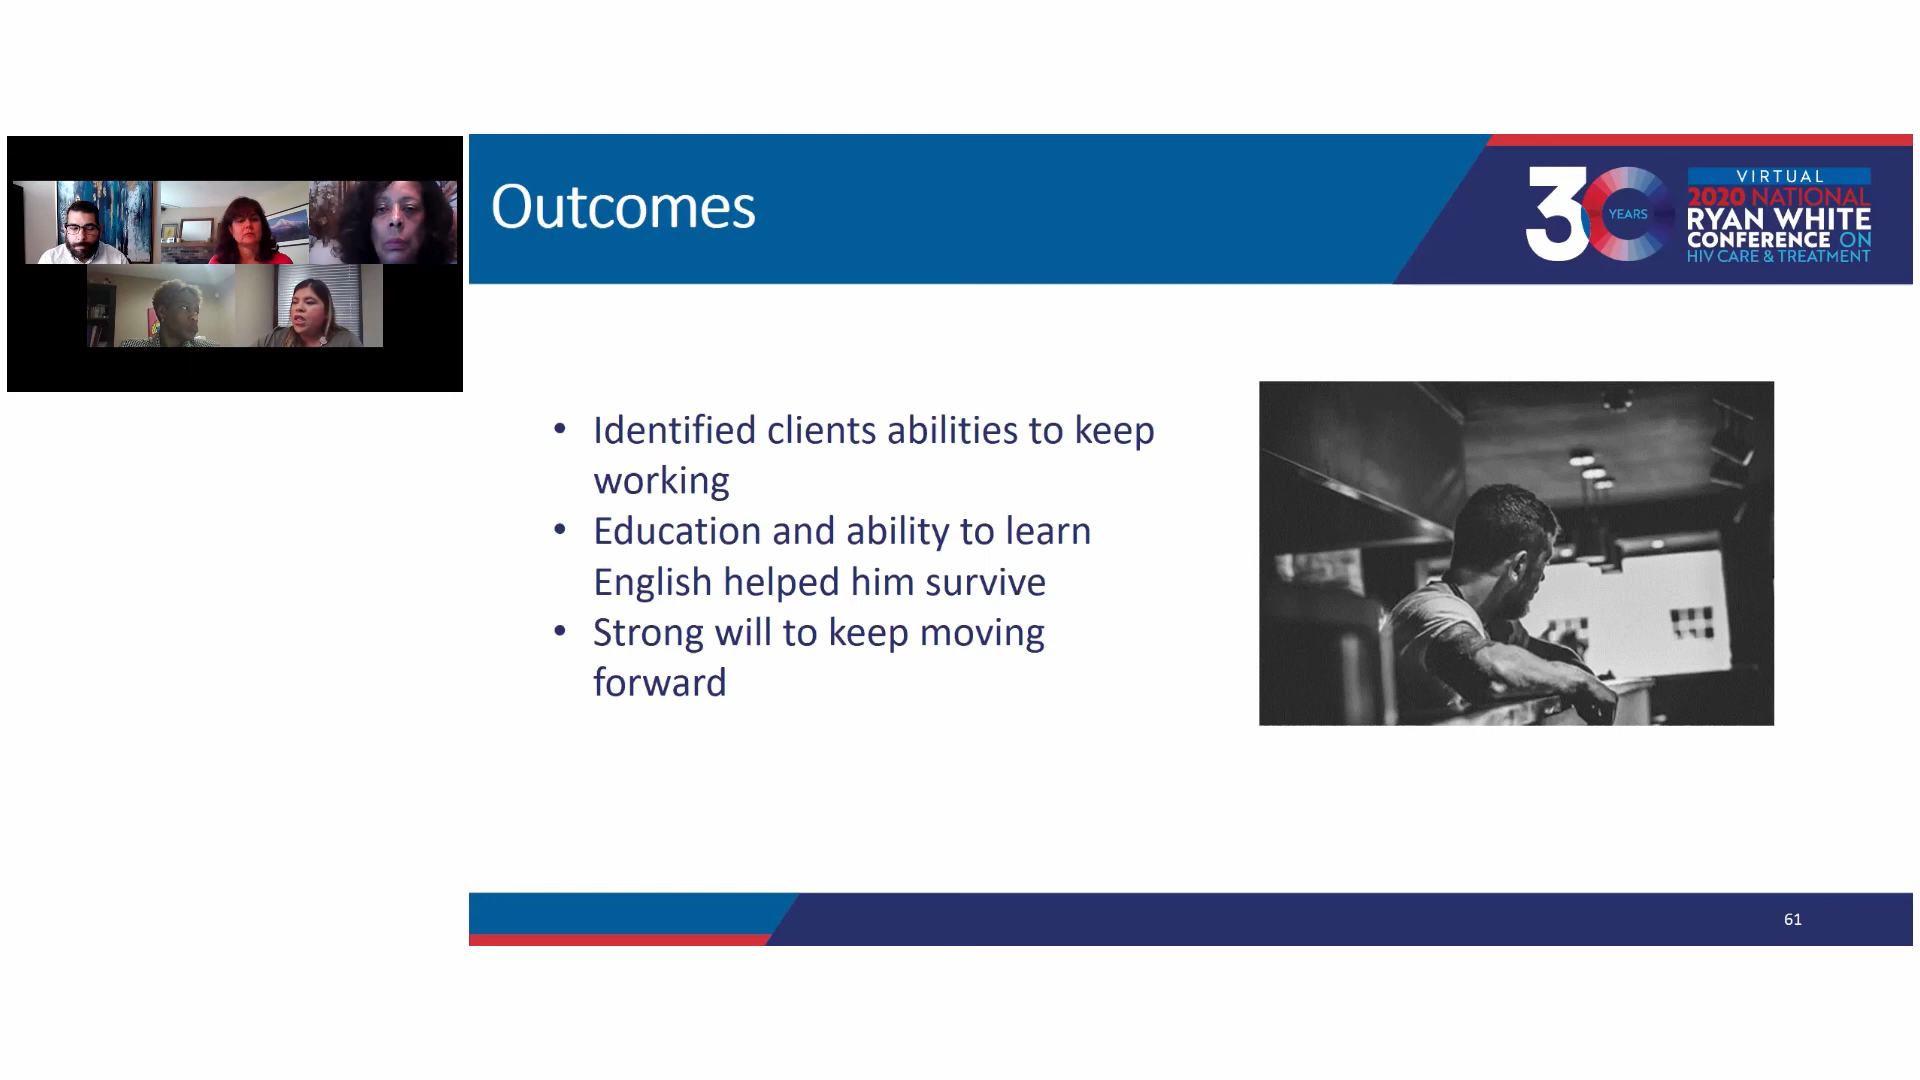 Outcomes
30
YEARS
VIRTUAL
2020 NATIONAL
RYAN WHITE
CONFERENCE ON
HIV CARE & TREATMENT
• Identified clients abilities to keep
working
• Education and ability to learn
English helped him survive
• Strong will to keep moving
forward
61